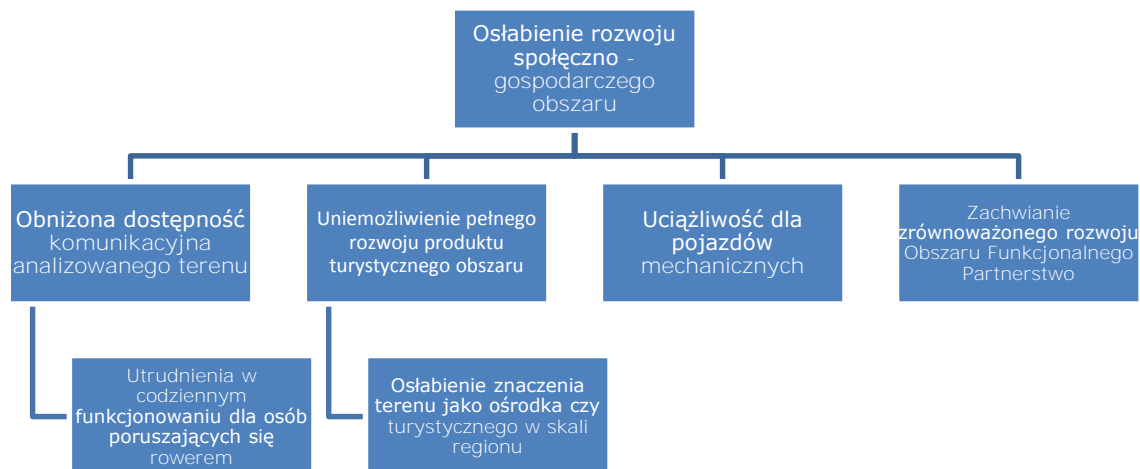 Osłabienie rozwoju
społęczno -
gospodarczego
obszaru
Obniżona dostępność
komunikacyjna
analizowanego terenu
Uniemożliwienie pełnego
rozwoju produktu
turystycznego obszaru
Uciążliwość dla
pojazdów
mechanicznych
Zachwianie
zrównoważonego rozwoju
Obszaru Funkcjonalnego
Partnerstwo
Utrudnienia w
codziennym
funkcjonowaniu dla osób
poruszających się
rowerem
Osłabienie znaczenia
terenu jako ośrodka czy
turystycznego w skali
regionu